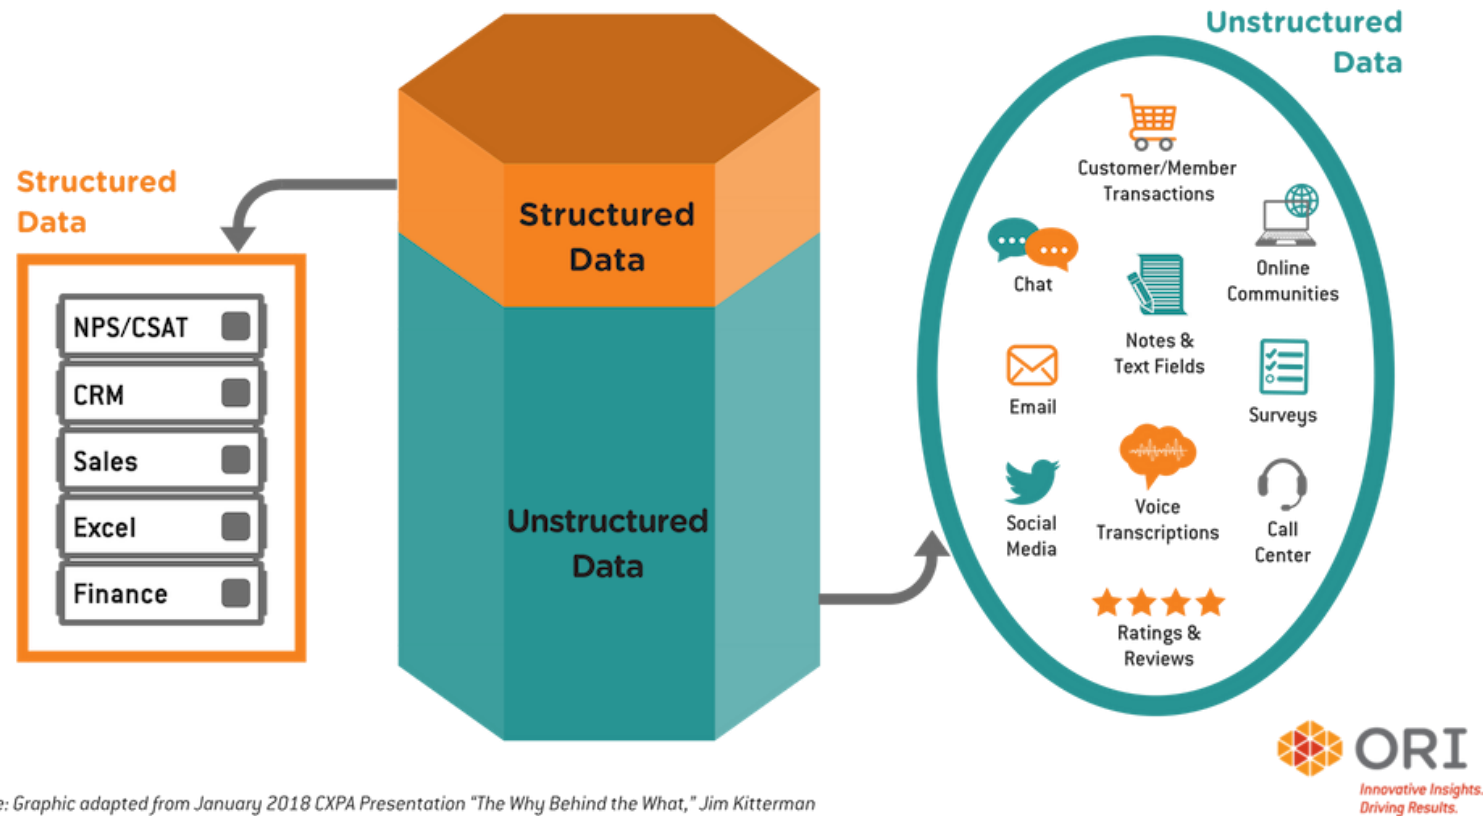 Structured
Data
NPS/CSAT
CRM
Sales
Excel
Finance
Structured
Data
Unstructured
Data
Unstructured
Data
Customer/Member
Transactions
Chat
Online
Communities
Notes &
Text Fields
Email
Surveys
Social
Media
Voice
Transcriptions
Call
Center
Ratings &
Reviews
ORI
Innovative Insights.
Driving Results.
: Graphic adapted from January 2018 CXPA Presentation “The Why Behind the What,” Jim Kitterman